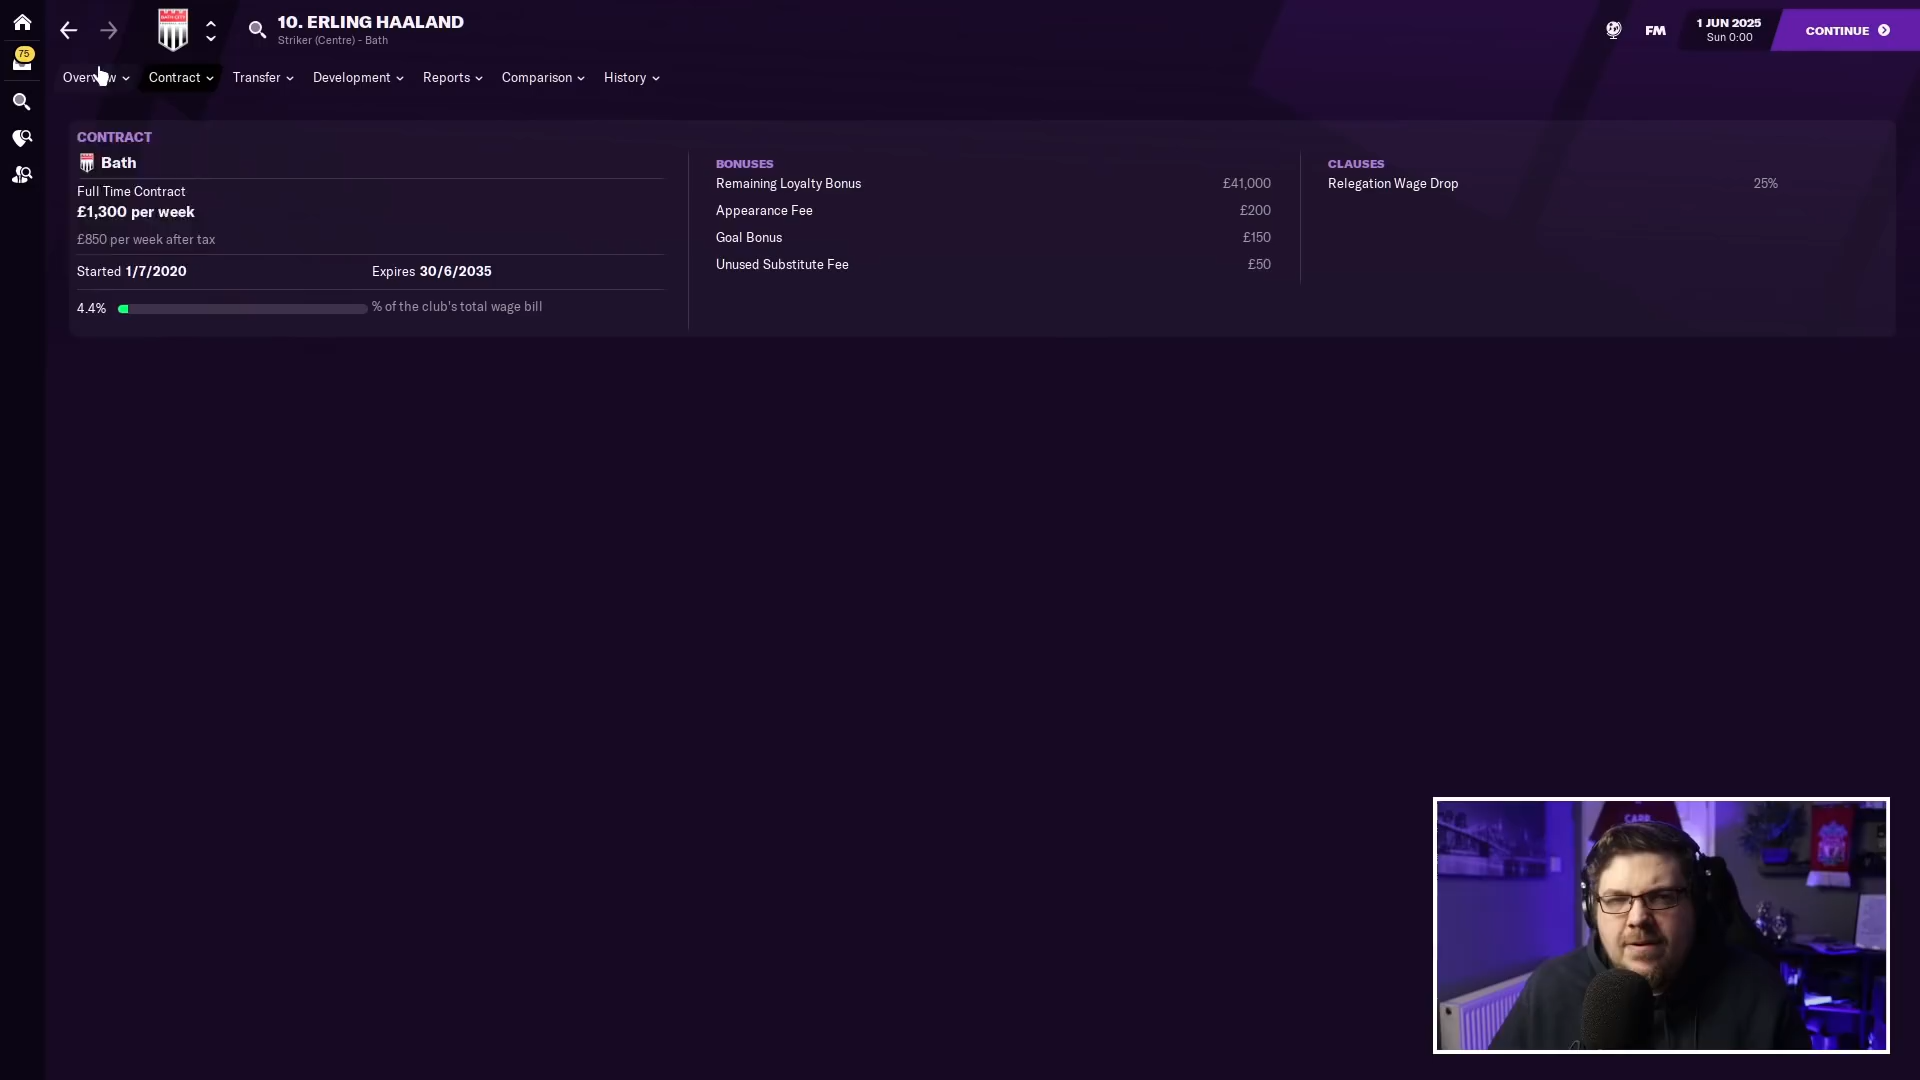 10. ERLING HAALAND
Striker (Centre) - Bath
FM
1 JUN 2025
Sun 0:00
CONTINUE
75
Overview
Contract
Transfer
Development
Reports
Comparison
History
CONTRACT
Bath
Full Time Contract
£1,300 per week
£850 per week after tax
Started 1/7/2020 Expires 30/6/2035
4.4% % of the club's total wage bill
BONUSES
Remaining Loyalty Bonus £41,000
Appearance Fee £200
Goal Bonus £150
Unused Substitute Fee £50
CLAUSES
Relegation Wage Drop 25%
CARR